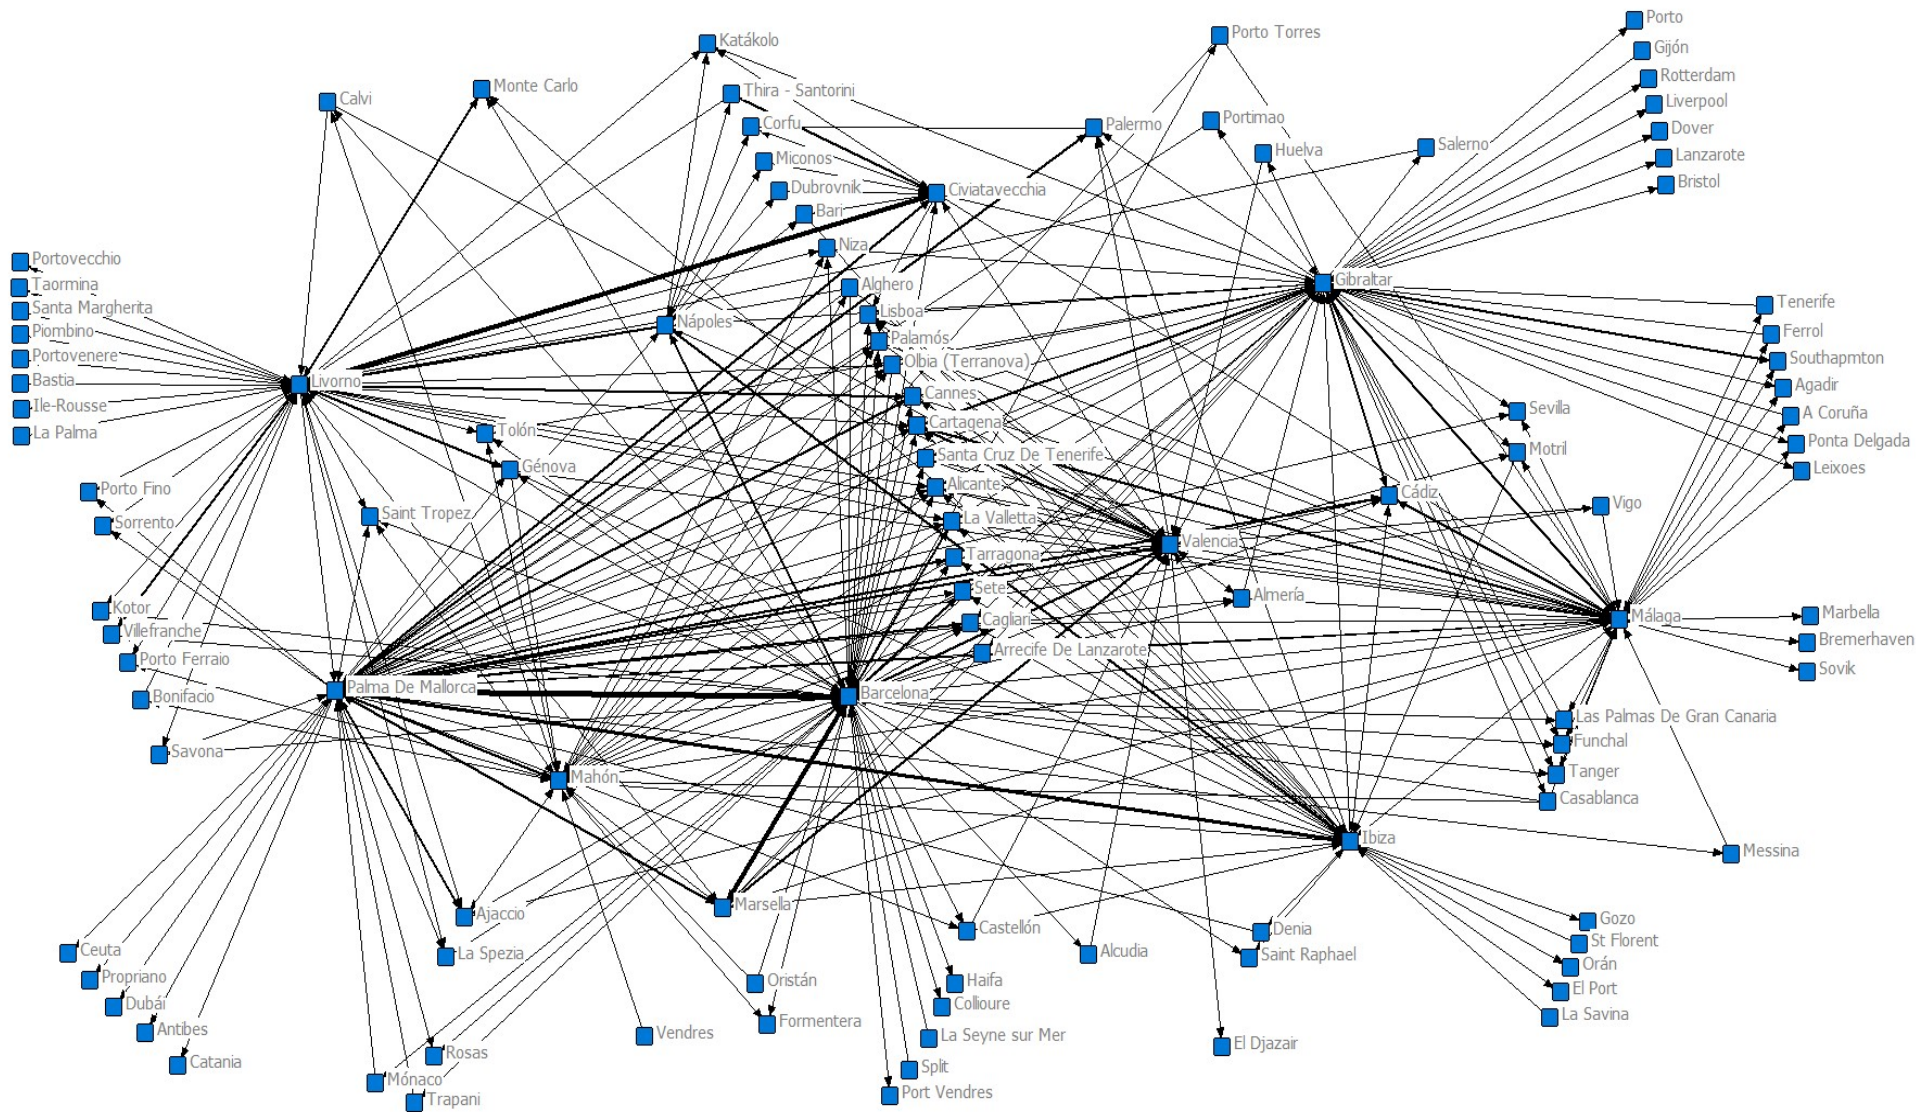 Porto
Katákolo
Porto Torres
Gijón
Rotterdam
Monte Carlo
Thira - Santorini
Calvi
Liverpool
Corfu
Palermo
Portimao
Dover
Huelva
Salerno
Lanzarote
Miconos
Bristol
Dubrovnik
Civiatavecchia
Bari
Niza
Portovecchio
Gibraltar
Taormina
Alghero
Santa Margherita
Lisboa
Tenerife
Nápoles
Piombino
Palamós
Ferrol
Portovenere
Olbia (Terranova)
Southapmton
Bastia
Livorno
Cannes
Agadir
Ile-Rousse
Sevilla
A Coruña
La Palma
Tolón
Cartagena
Motril
Ponta Delgada
Génova
Santa Cruz De Tenerife
Leixoes
Porto Fino
Alicante
Cádiz
Saint Tropez
Vigo
Sorrento
La Valletta
Valencia
Tarragona
Sete
Almería
Kotor
Cagliari
Málaga
Marbella
Villefranche
Bremerhaven
Porto Ferraio
Arrecife De Lanzarote
Sovik
Palma De Mallorca
Barcelona
Bonifacio
Las Palmas De Gran Canaria
Savona
Funchal
Mahón
Tanger
Casablanca
Ibiza
Messina
Marsella
Ajaccio
Gozo
Castellón
Denia
St Florent
Ceuta
La Spezia
Alcudia
Saint Raphael
Orán
Propriano
Oristán
Haifa
El Port
Dubái
Collioure
La Savina
Antibes
Formentera
Vendres
La Seyne sur Mer
El Djazair
Rosas
Catania
Split
Mónaco
Port Vendres
Trapani